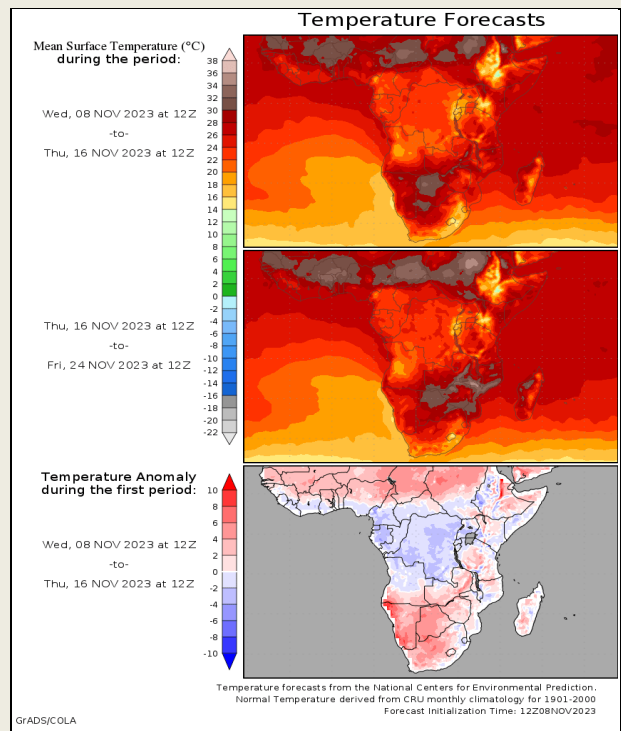 Temperature Forecasts
Mean Surface Temperature (°C)
during the period:
Wed, 08 NOV 2023 at 12Z
-to-
Thu, 16 NOV 2023 at 12Z
38
36
34
32
30
28
26
24
22
20
18
16
14
12
10
8
6
4
2
0
-2
-4
-6
-8
-10
-12
-14
-16
-18
-20
-22
Thu, 16 NOV 2023 at 12Z
-to-
Fri, 24 NOV 2023 at 12Z
Temperature Anomaly
during the first period:
Wed, 08 NOV 2023 at 12Z
-to-
Thu, 16 NOV 2023 at 12Z
10
8
6
4
2
0
-2
-4
-6
-8
-10
Temperature forecasts from the National Centers for Environmental Prediction.
Normal Temperature derived from CRU monthly climatology for 1901-2000
Forecast Initialization Time: 12Z08NOV2023
GrADS/COLA